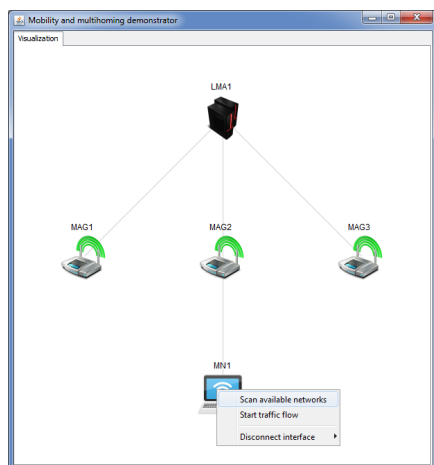 Mobility and multihoming demonstrator
Visualization
LMA1
MAG1
MAG2
MAG3
MN1
Scan available networks
Start traffic flow
Disconnect interface